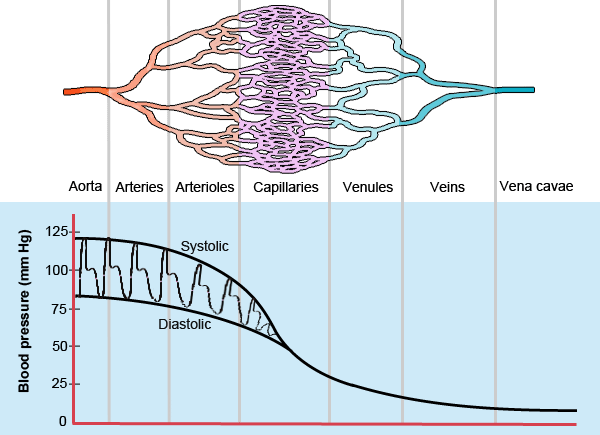 Aorta Arteries Arterioles Capillaries Venules Veins Vena cavae
Blood pressure (mm Hg)
125
100
75
50
25
0
Systolic
Diastolic